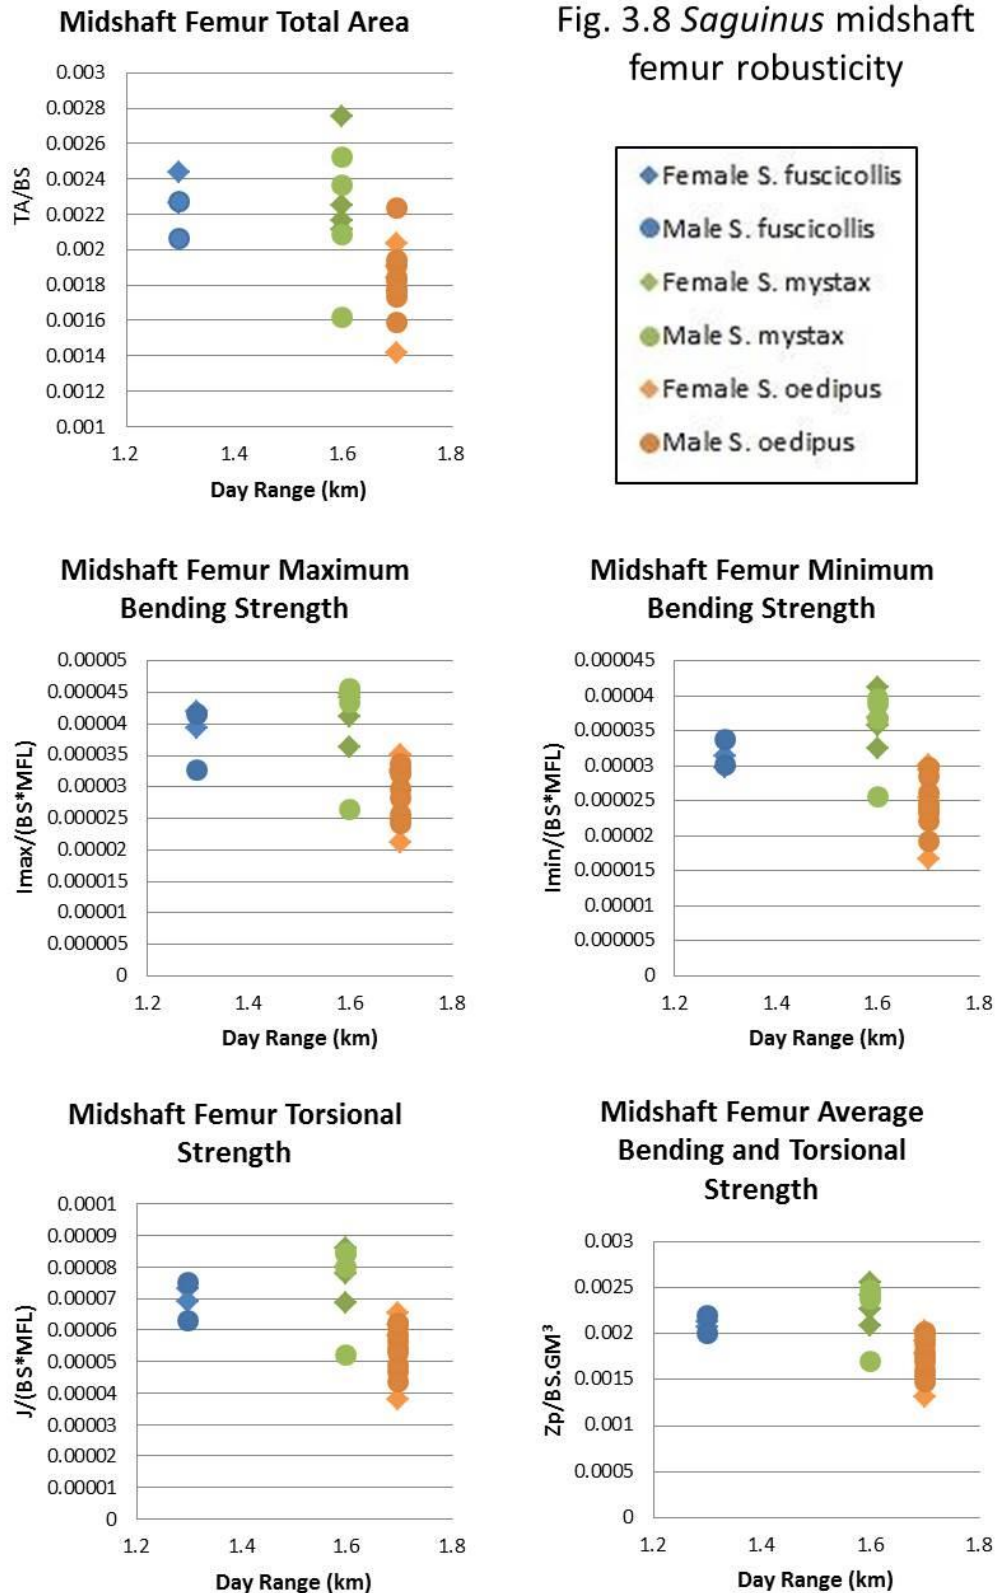 Midshaft Femur Total Area
Fig. 3.8 Saguinus midshaft
femur robusticity
0.003
0.0028
0.0026
0.0024
0.0022
0.002
0.0018
0.0016
0.0014
0.0012
0.001
TA/BS
1.2 1.4 1.6 1.8
Day Range (km)
Female S. fuscicollis
Male S. fuscicollis
Female S. mystax
Male S. mystax
Female S. oedipus
Male S. oedipus
Midshaft Femur Maximum
Bending Strength
0.00005
0.000045
0.00004
0.000035
0.00003
0.000025
0.00002
0.000015
0.00001
0.000005
0
Imax/(BS*MFL)
1.2 1.4 1.6 1.8
Day Range (km)
Midshaft Femur Minimum
Bending Strength
0.000045
0.00004
0.000035
0.00003
0.000025
0.00002
0.000015
0.00001
0.000005
0
Imin/(BS*MFL)
1.2 1.4 1.6 1.8
Day Range (km)
Midshaft Femur Torsional
Strength
0.0001
0.00009
0.00008
0.00007
0.00006
0.00005
0.00004
0.00003
0.00002
0.00001
0
J/(BS*MFL)
1.2 1.4 1.6 1.8
Day Range (km)
Midshaft Femur Average
Bending and Torsional
Strength
0.003
0.0025
0.002
0.0015
0.001
0.0005
0
Zp/BS.GM³
1.2 1.4 1.6 1.8
Day Range (km)